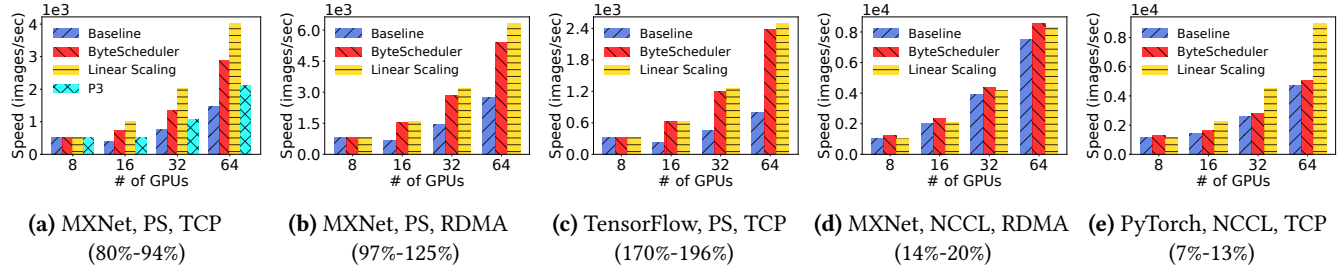 1e3
Speed (images/sec)
4
3
2
1
0
Baseline
ByteScheduler
Linear Scaling
P3
8 16 32 64
# of GPUs
(a) MXNet, PS, TCP
(80%-94%)
1e3
Speed (images/sec)
6.0
4.5
3.0
1.5
0.0
Baseline
ByteScheduler
Linear Scaling
8 16 32 64
# of GPUs
(b) MXNet, PS, RDMA
(97%-125%)
1e3
Speed (images/sec)
2.4
1.8
1.2
0.6
0.0
Baseline
ByteScheduler
Linear Scaling
8 16 32 64
# of GPUs
(c) TensorFlow, PS, TCP
(170%-196%)
1e4
Speed (images/sec)
0.8
0.6
0.4
0.2
0.0
Baseline
ByteScheduler
Linear Scaling
8 16 32 64
# of GPUs
(d) MXNet, NCCL, RDMA
(14%-20%)
1e4
Speed (images/sec)
0.8
0.6
0.4
0.2
0.0
Baseline
ByteScheduler
Linear Scaling
8 16 32 64
# of GPUs
(e) PyTorch, NCCL, TCP
(7%-13%)